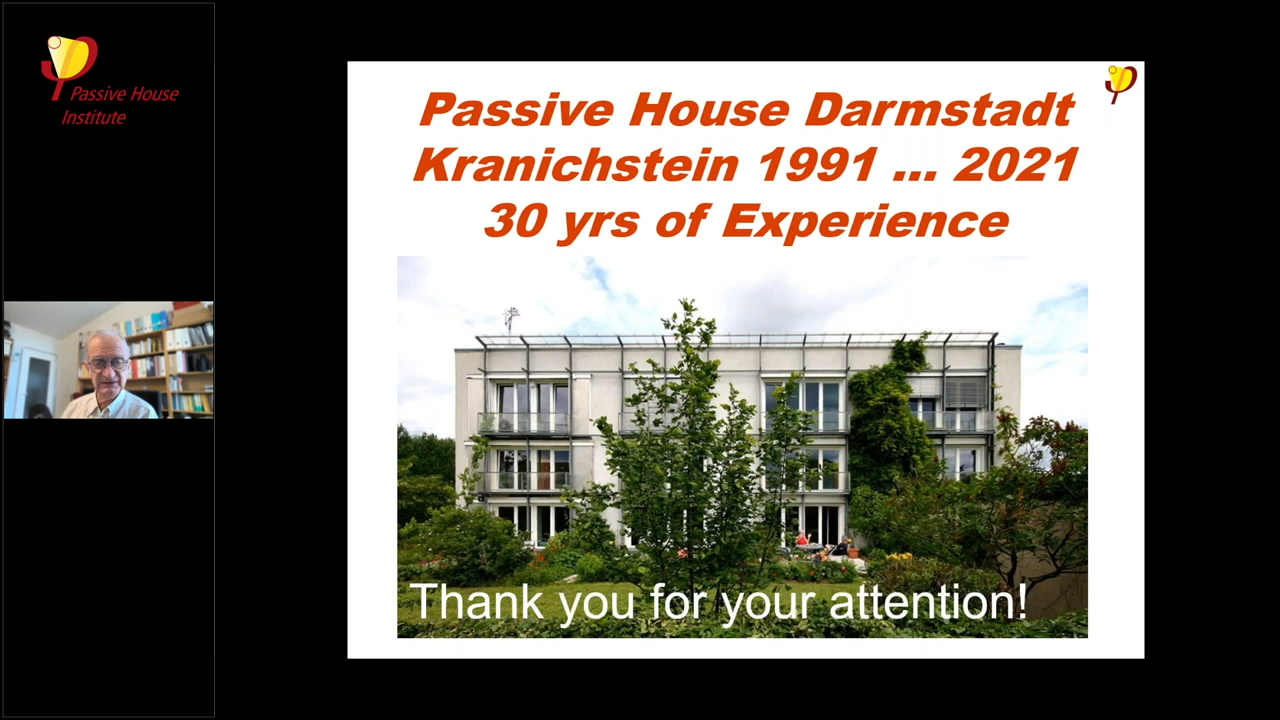 Passive House
Institute
Passive House Darmstadt
Kranichstein 1991 ... 2021
30 yrs of Experience
Thank you for your attention!